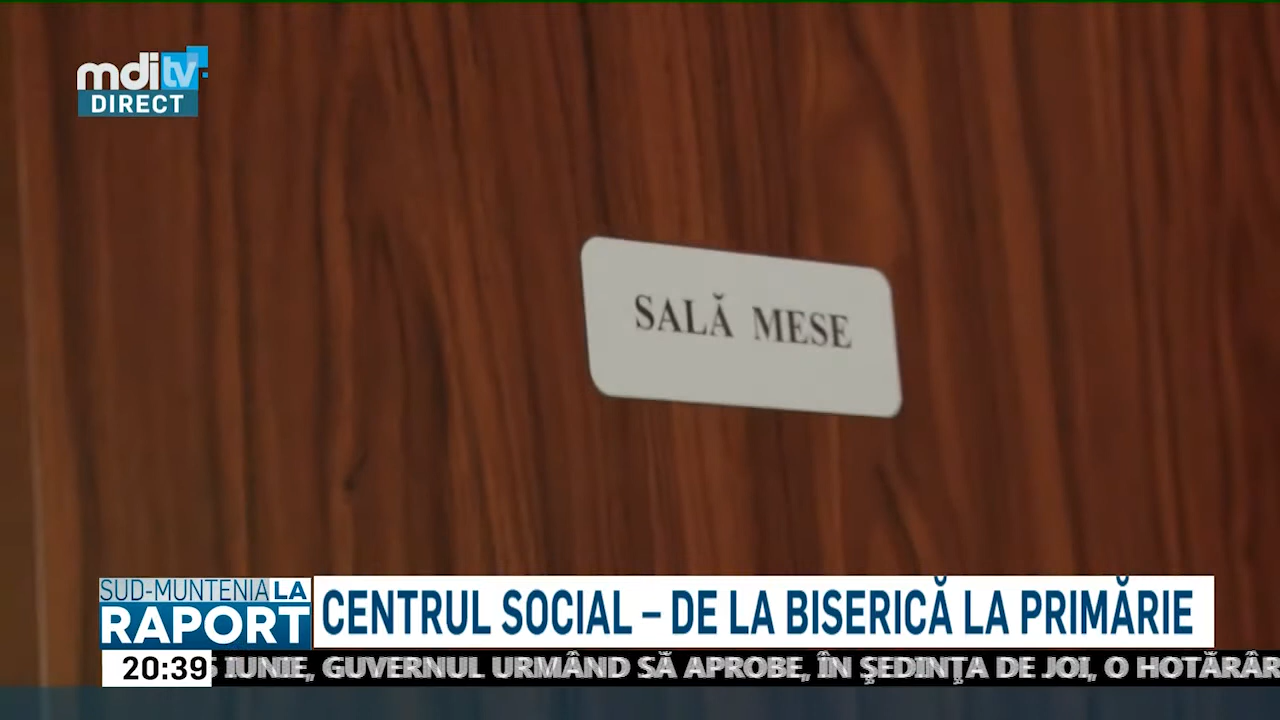 mditv
DIRECT
SALĂ MESE
SUD-MUNTENIA LA
RAPORT
CENTRUL SOCIAL – DE LA BISERICĂ LA PRIMĂRIE
20:39
IUNIE, GUVERNUL URMÂND SĂ APROBE, ÎN ŞEDINŢA DE JOI, O